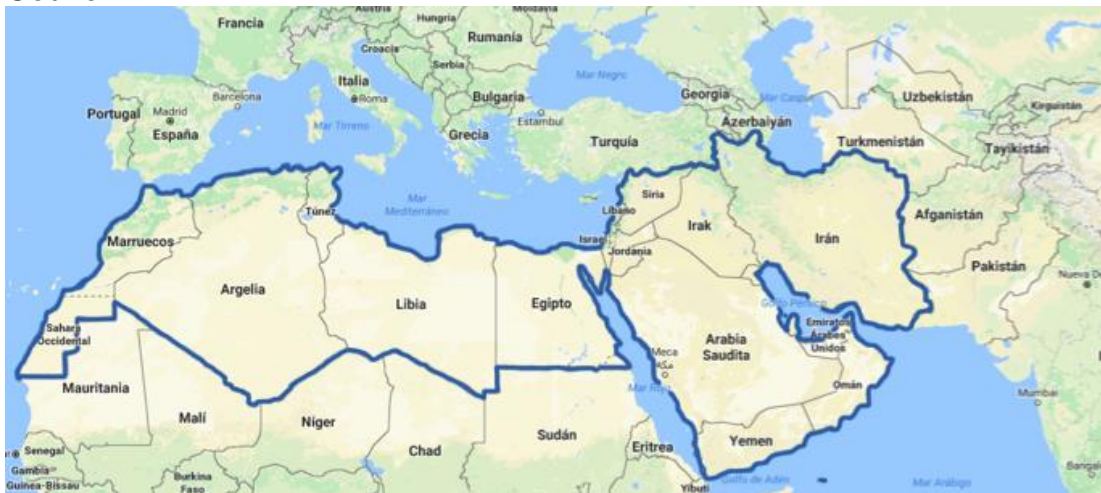 Austria
Moldavia
Hungría
Francia
Rumanía
Croacia
Serbia
Mar Negro
Italia
Roma
Bulgaria
Barcelona
Madrid
Portugal
España
Mar Tirreno
Estambul
Grecia
Turquía
Georgia
Mar Caspio
Azerbaiyán
Uzbekistán
Kirguistán
Turkmenistán
Tayikistán
Túnez
Mar
Mediterráneo
Siria
Líbano
Israel
Jordania
Irak
Irán
Afganistán
Pakistán
Nueva De
Marruecos
Argelia
Libia
Egipto
Golfo Pérsico
Sahara
Occidental
Arabia
Saudita
Emiratos
Árabes
Unidos
Meca
مكة
Mar Rojo
Omán
Mumbai
Mauritania
Malí
Níger
Chad
Sudán
Eritrea
Yemen
Senegal
Gambia
Guinea-Bissau
Burkina
Faso
Yibuti
Golfo de Adén
Mar Arábigo
Bangal